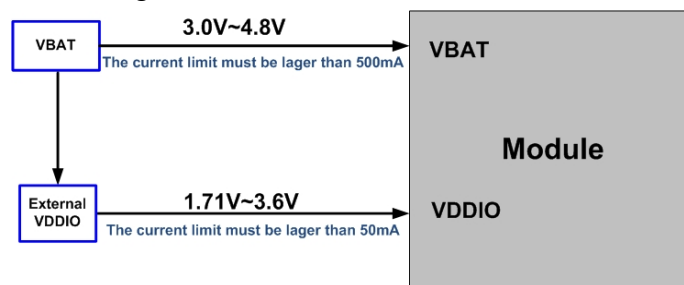 3.0V~4.8V
VBAT
VBAT
The current limit must be lager than 500mA
Module
External
VDDIO
1.71V~3.6V
VDDIO
The current limit must be lager than 50mA